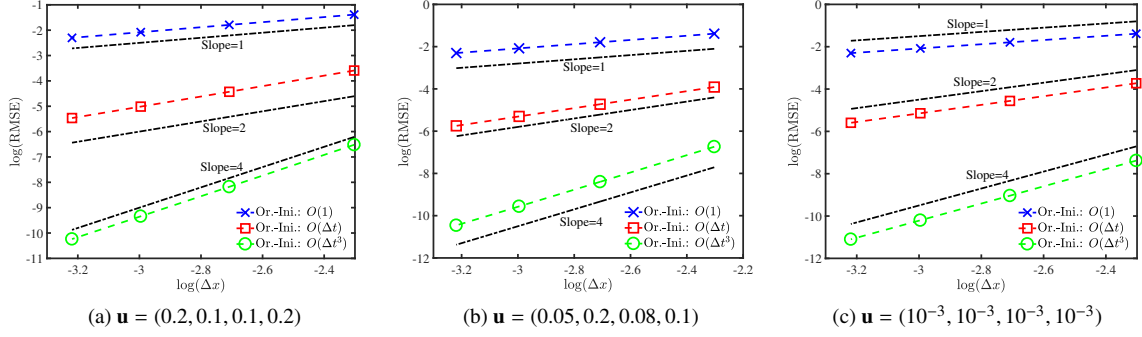 -1
-2
-3
-4
-5
-6
-7
-8
-9
-10
-11
log(RMSE)
Slope=1
Slope=2
Slope=4
Or.-Ini.: O(1)
Or.-Ini.: O(Δt)
Or.-Ini.: O(Δt³)
-3.2 -3 -2.8 -2.6 -2.4
log(Δx)
(a) u = (0.2, 0.1, 0.1, 0.2)
0
-2
-4
-6
-8
-10
-12
log(RMSE)
Slope=1
Slope=2
Slope=4
Or.-Ini.: O(1)
Or.-Ini.: O(Δt)
Or.-Ini.: O(Δt³)
-3.2 -3 -2.8 -2.6 -2.4 -2.2
log(Δx)
(b) u = (0.05, 0.2, 0.08, 0.1)
0
-2
-4
-6
-8
-10
-12
log(RMSE)
Slope=1
Slope=2
Slope=4
Or.-Ini.: O(1)
Or.-Ini.: O(Δt)
Or.-Ini.: O(Δt³)
-3.2 -3 -2.8 -2.6 -2.4
log(Δx)
(c) u = (10⁻³, 10⁻³, 10⁻³, 10⁻³)